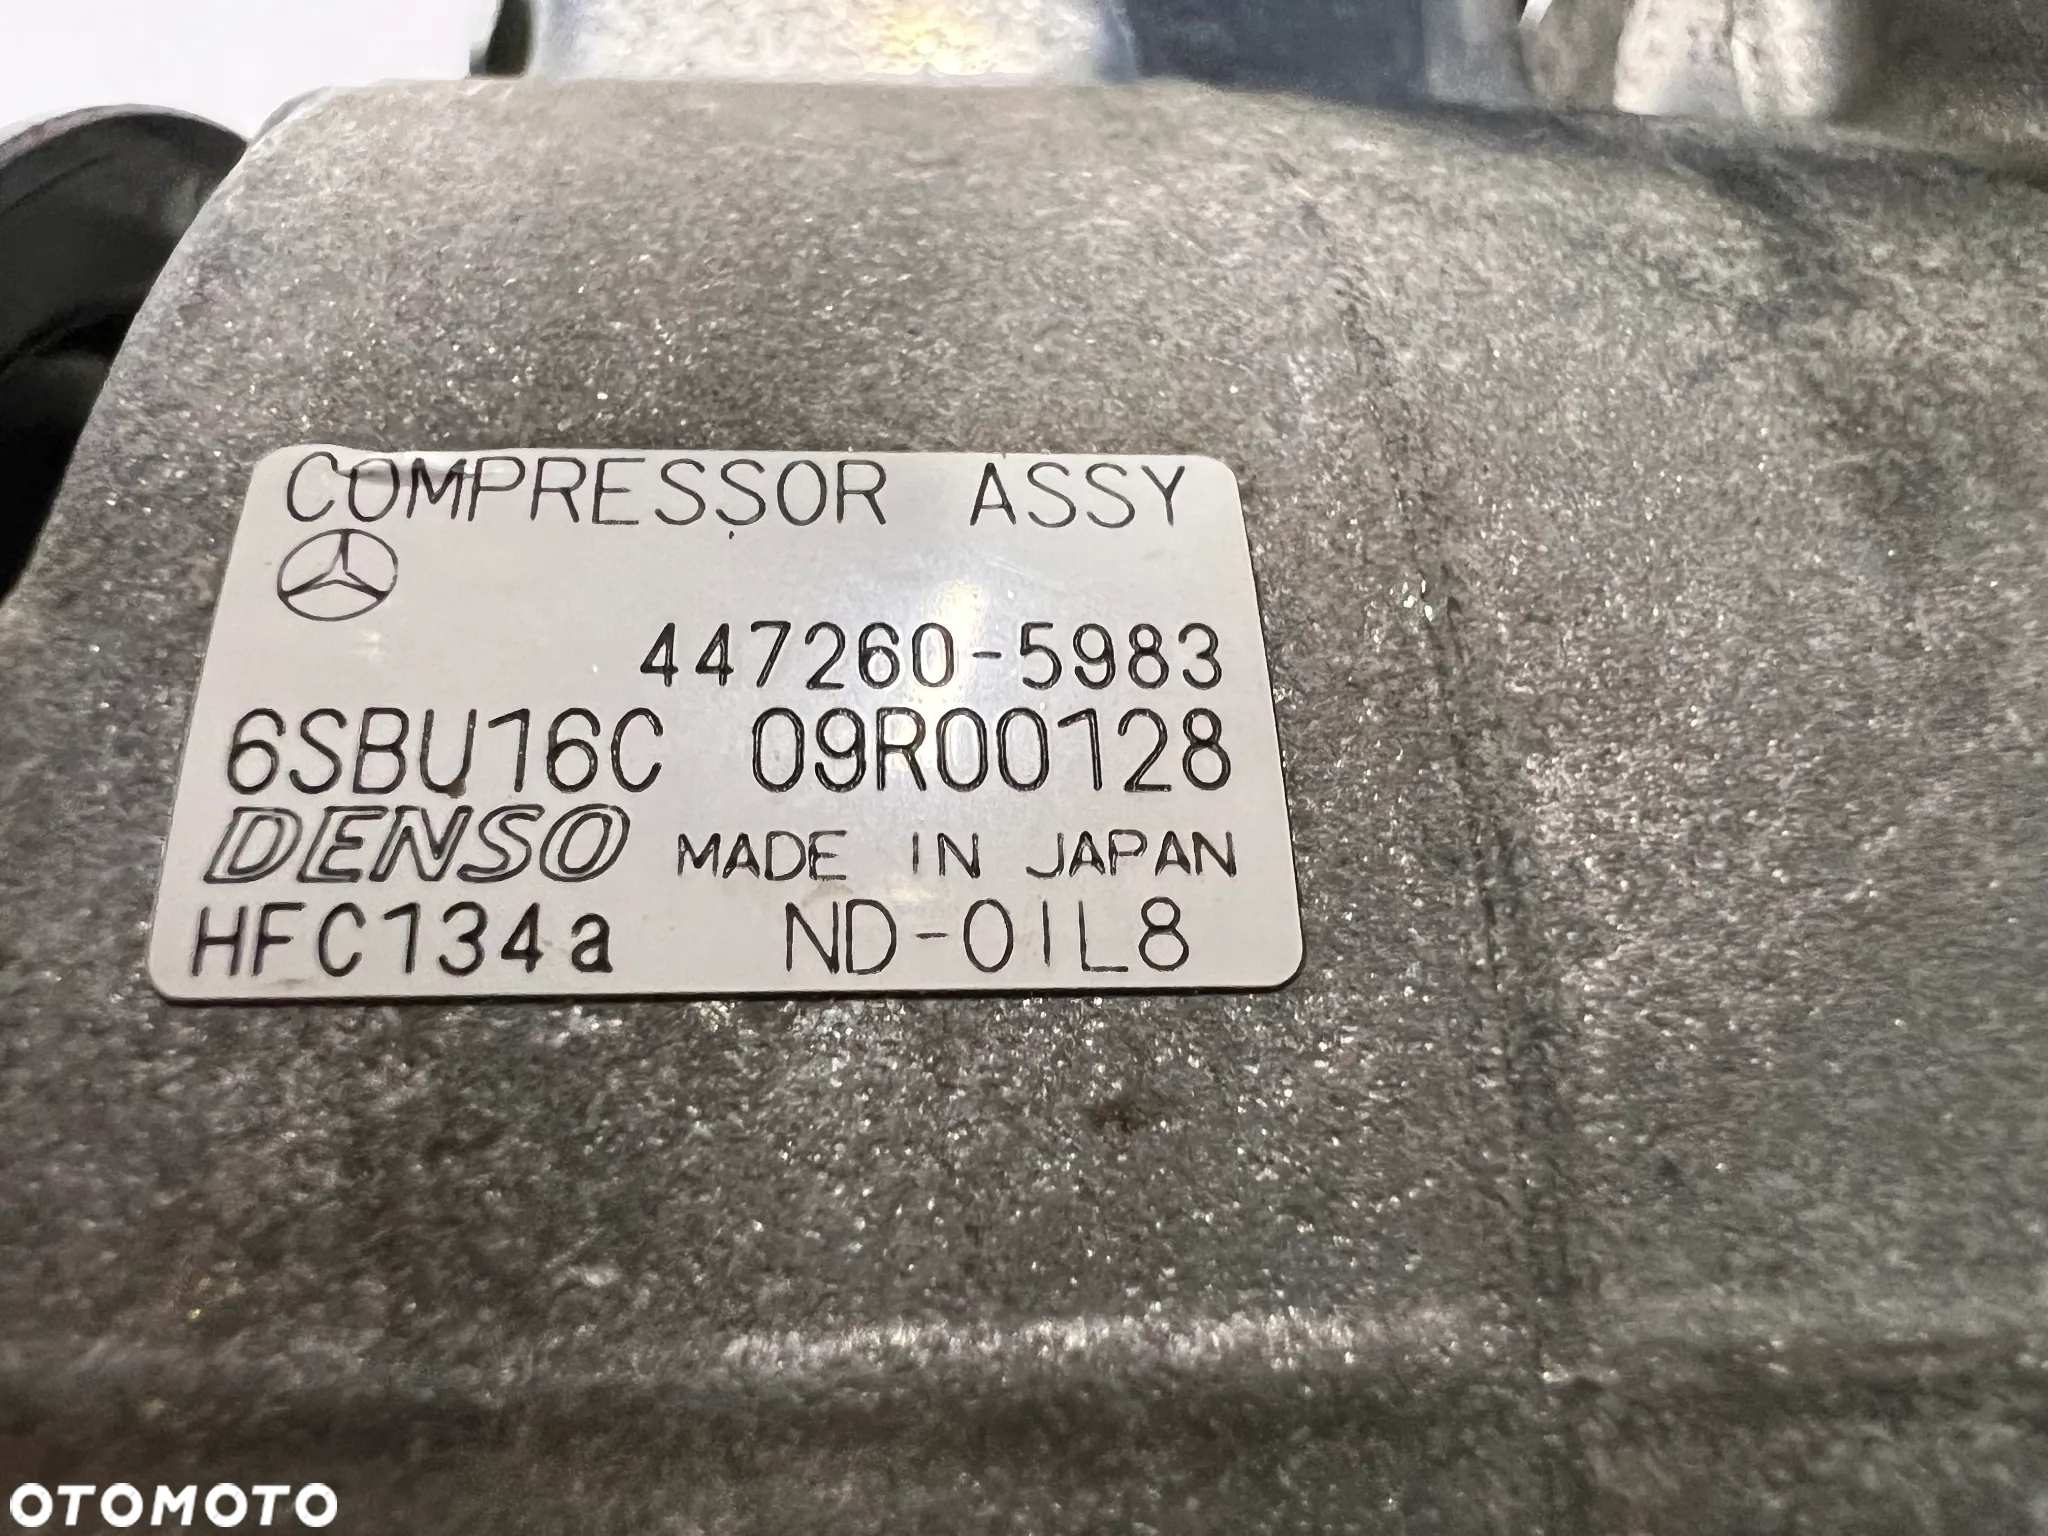 COMPRESSOR ASSY
447260-5983
6SBU16C 09R00128
DENSO MADE IN JAPAN
HFC134a ND-OIL8
OTOMOTO